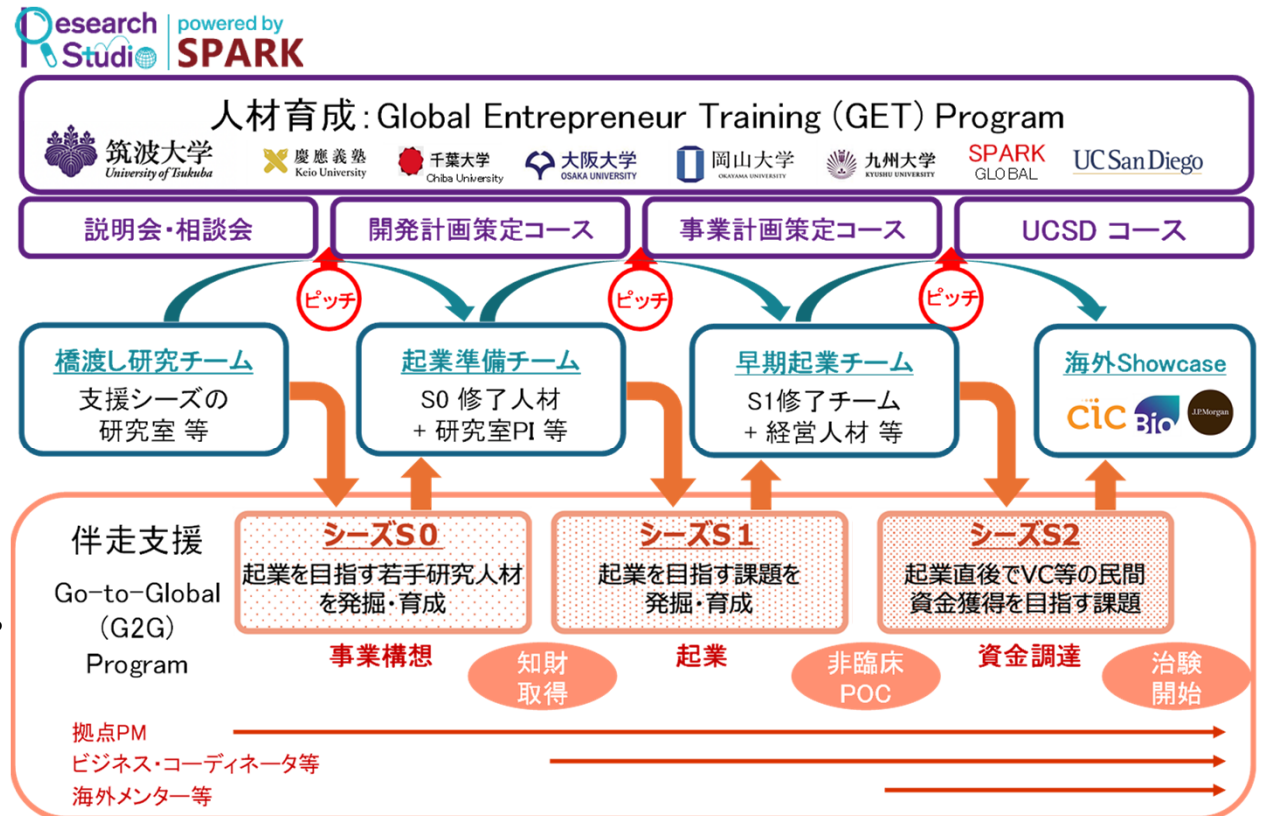 Research Studio
powered by
SPARK
人材育成：Global Entrepreneur Training (GET) Program
筑波大学
University of Tsukuba
慶應義塾
Keio University
千葉大学
Chiba University
大阪大学
OSAKA UNIVERSITY
岡山大学
OKAYAMA UNIVERSITY
九州大学
KYUSHU UNIVERSITY
SPARK
GLOBAL
UC San Diego
説明会・相談会
開発計画策定コース
事業計画策定コース
UCSD コース
ピッチ
ピッチ
ピッチ
橋渡し研究チーム
支援シーズの
研究室 等
起業準備チーム
S0 修了人材
+ 研究室PI 等
早期起業チーム
S1修了チーム
+ 経営人材 等
海外Showcase
CIC
Bio
J.P.Morgan
伴走支援
Go-to-Global
(G2G)
Program
シーズS0
起業を目指す若手研究人材
を発掘・育成
シーズS1
起業を目指す課題を
発掘・育成
シーズS2
起業直後でVC等の民間
資金獲得を目指す課題
事業構想
知財
取得
起業
非臨床
POC
資金調達
治験
開始
拠点PM
ビジネス・コーディネータ等
海外メンター等